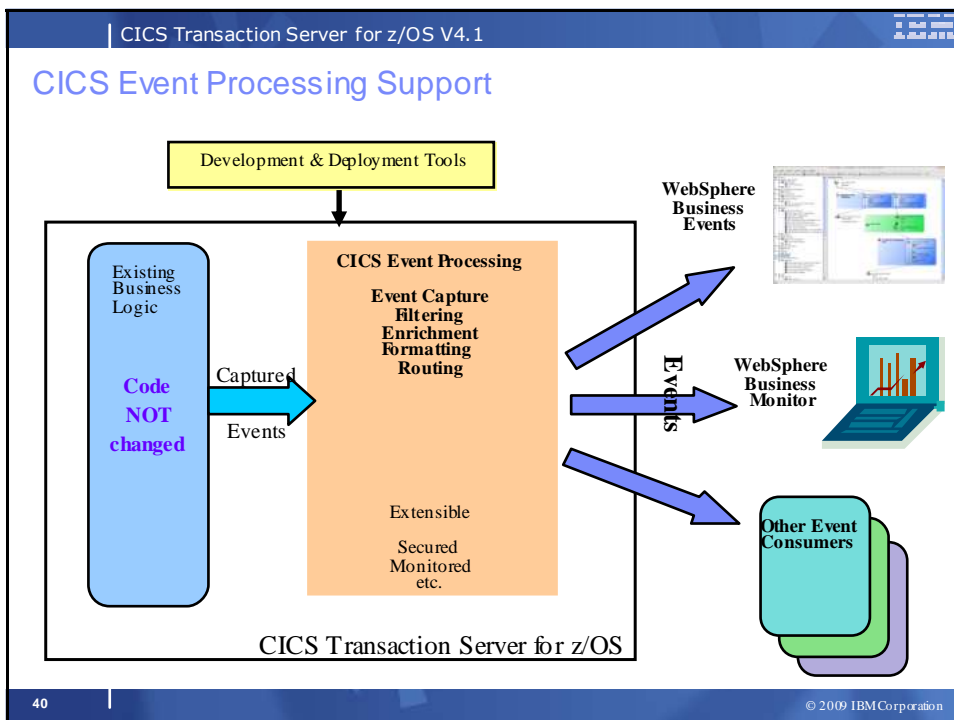 CICS Transaction Server for z/OS V4.1
IBM
CICS Event Processing Support
Development & Deployment Tools
Existing
Business
Logic
Code
NOT
changed
Captured
Events
CICS Event Processing
Event Capture
Filtering
Enrichment
Formatting
Routing
Extensible
Secured
Monitored
etc.
CICS Transaction Server for z/OS
Events
WebSphere
Business
Events
WebSphere
Business
Monitor
Other Event
Consumers
40
© 2009 IBM Corporation